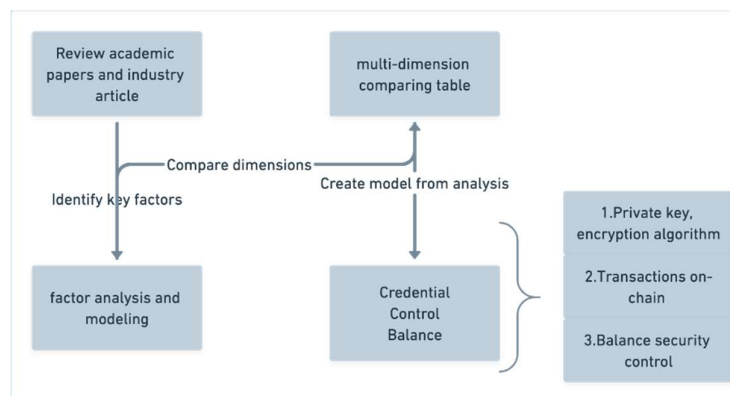 Review academic
papers and industry
article
multi-dimension
comparing table
Compare dimensions
Create model from analysis
Identify key factors
1.Private key,
encryption algorithm
2.Transactions on-
chain
3.Balance security
control
factor analysis and
modeling
Credential
Control
Balance